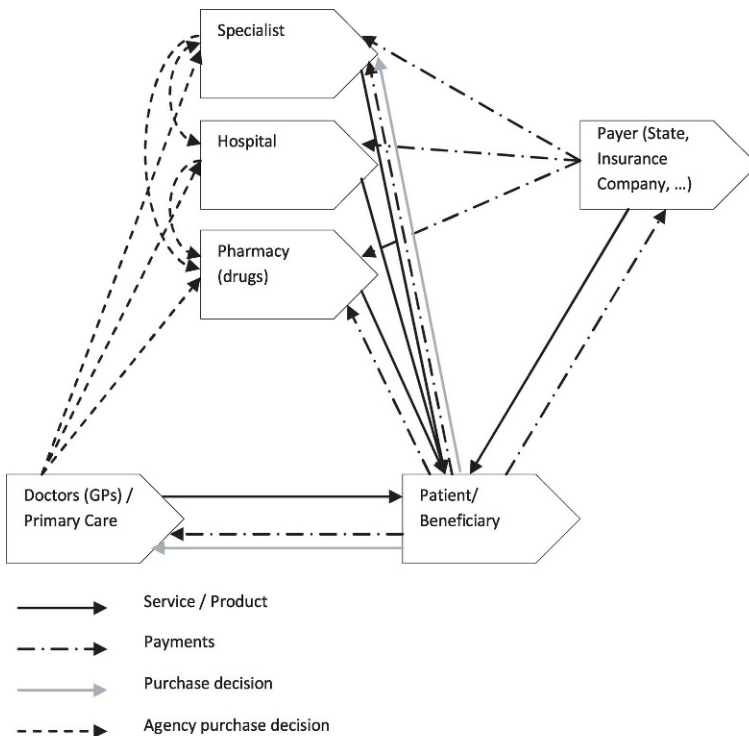 Specialist
Hospital
Payer (State,
Insurance
Company, ...)
Pharmacy
(drugs)
Doctors (GPs) /
Primary Care
Patient/
Beneficiary
Service / Product
Payments
Purchase decision
Agency purchase decision